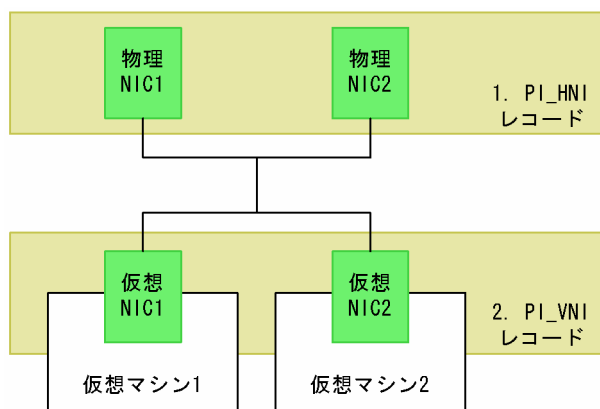 物理
NIC1
物理
NIC2
1. PI_HNI
レコード
仮想
NIC1
仮想
NIC2
2. PI_VNI
レコード
仮想マシン1
仮想マシン2